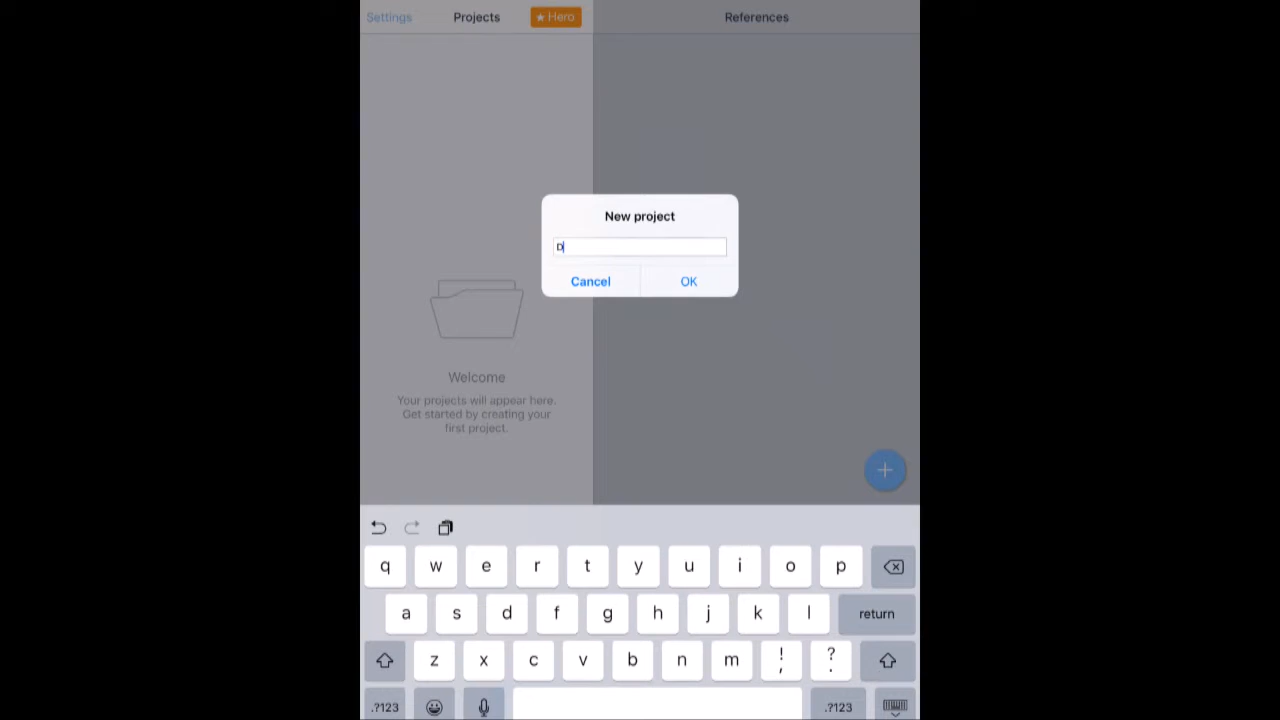 Settings Projects ★ Hero References
New project
D
Cancel OK
Welcome
Your projects will appear here.
Get started by creating your
first project.
+
q w e r t y u i o p
a s d f g h j k l return
z x c v b n m ! , ? .
.?123 .?123